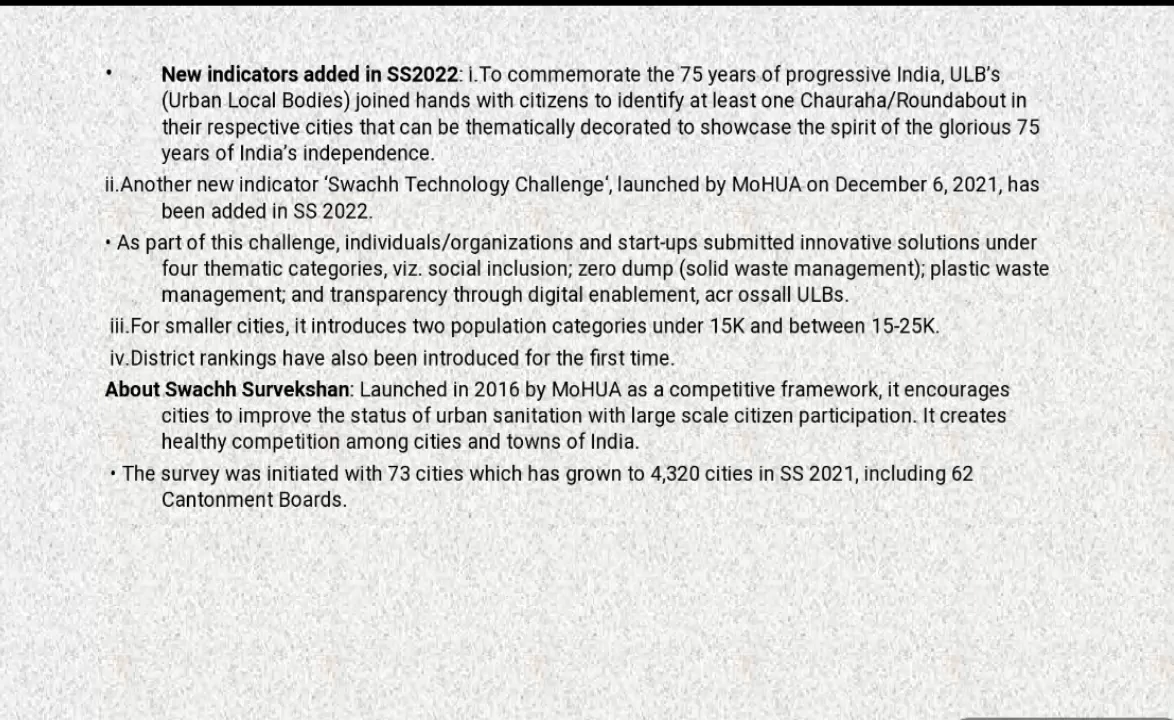 • New indicators added in SS2022: i.To commemorate the 75 years of progressive India, ULB's
(Urban Local Bodies) joined hands with citizens to identify at least one Chauraha/Roundabout in
their respective cities that can be thematically decorated to showcase the spirit of the glorious 75
years of India's independence.
ii.Another new indicator ‘Swachh Technology Challenge‘, launched by MoHUA on December 6, 2021, has
been added in SS 2022.
• As part of this challenge, individuals/organizations and start-ups submitted innovative solutions under
four thematic categories, viz. social inclusion; zero dump (solid waste management); plastic waste
management; and transparency through digital enablement, acr ossall ULBs.
iii.For smaller cities, it introduces two population categories under 15K and between 15-25K.
iv.District rankings have also been introduced for the first time.
About Swachh Survekshan: Launched in 2016 by MoHUA as a competitive framework, it encourages
cities to improve the status of urban sanitation with large scale citizen participation. It creates
healthy competition among cities and towns of India.
• The survey was initiated with 73 cities which has grown to 4,320 cities in SS 2021, including 62
Cantonment Boards.